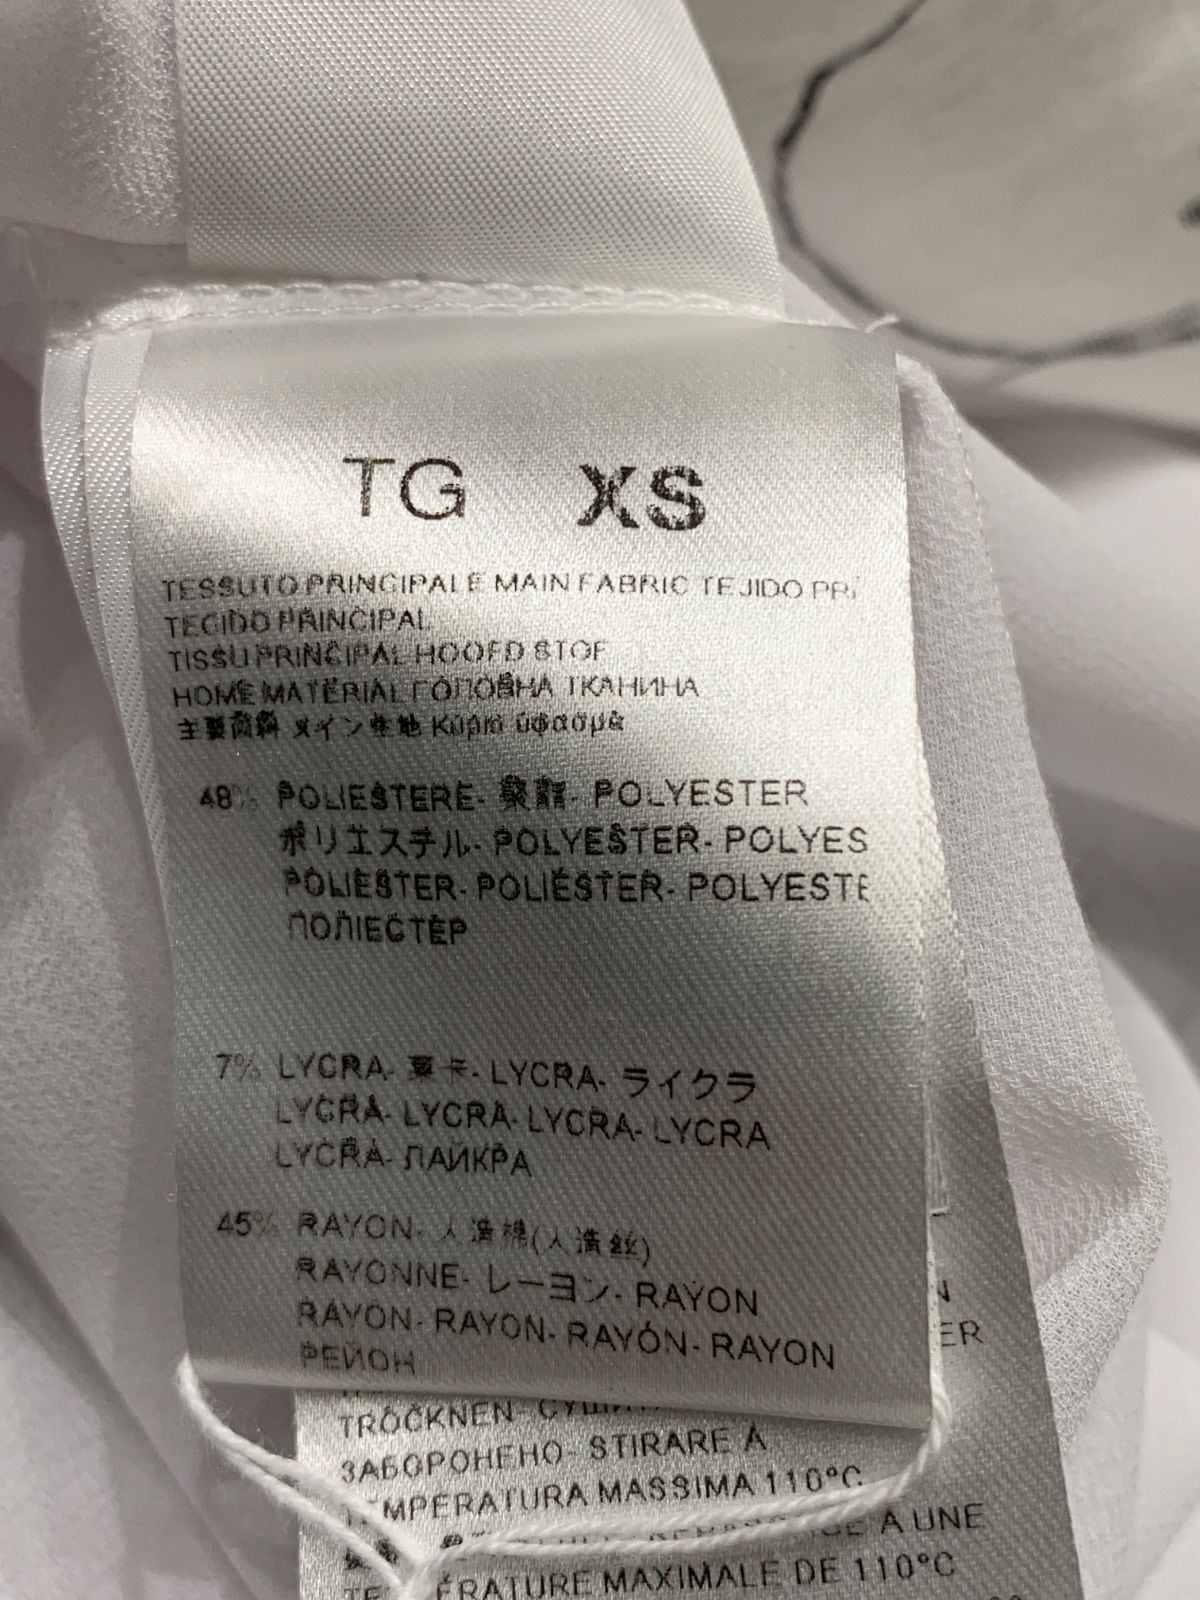 TG XS
TESSUTO PRINCIPALE MAIN FABRIC TEJIDO PRI
TECIDO PRINCIPAL
TISSU PRINCIPAL HOOFD STOF
HOME MATERIAL ГОЛОВНА ТКАНИНА
主要面料 メイン生地 Κύριο ύφασμα
48% POLIESTERE- 聚酯- POLYESTER
ポリエステル- POLYESTER- POLYES
POLIESTER- POLIÉSTER- POLYESTE
ПОЛІЕСТЕР
7% LYCRA- 莱卡- LYCRA- ライクラ
LYCRA- LYCRA- LYCRA- LYCRA
LYCRA- ЛАЙКРА
45% RAYON- 人造棉(人造丝)
RAYONNE- レーヨン- RAYON
RAYON- RAYON- RAYÓN- RAYON
РЕЙОН
N
ER
TROCKNEN-
ЗАБОРОНЕНО- STIRARE A
TEMPERATURA MASSIMA 110°C
A UNE
TEMPÉRATURE MAXIMALE DE 110°C